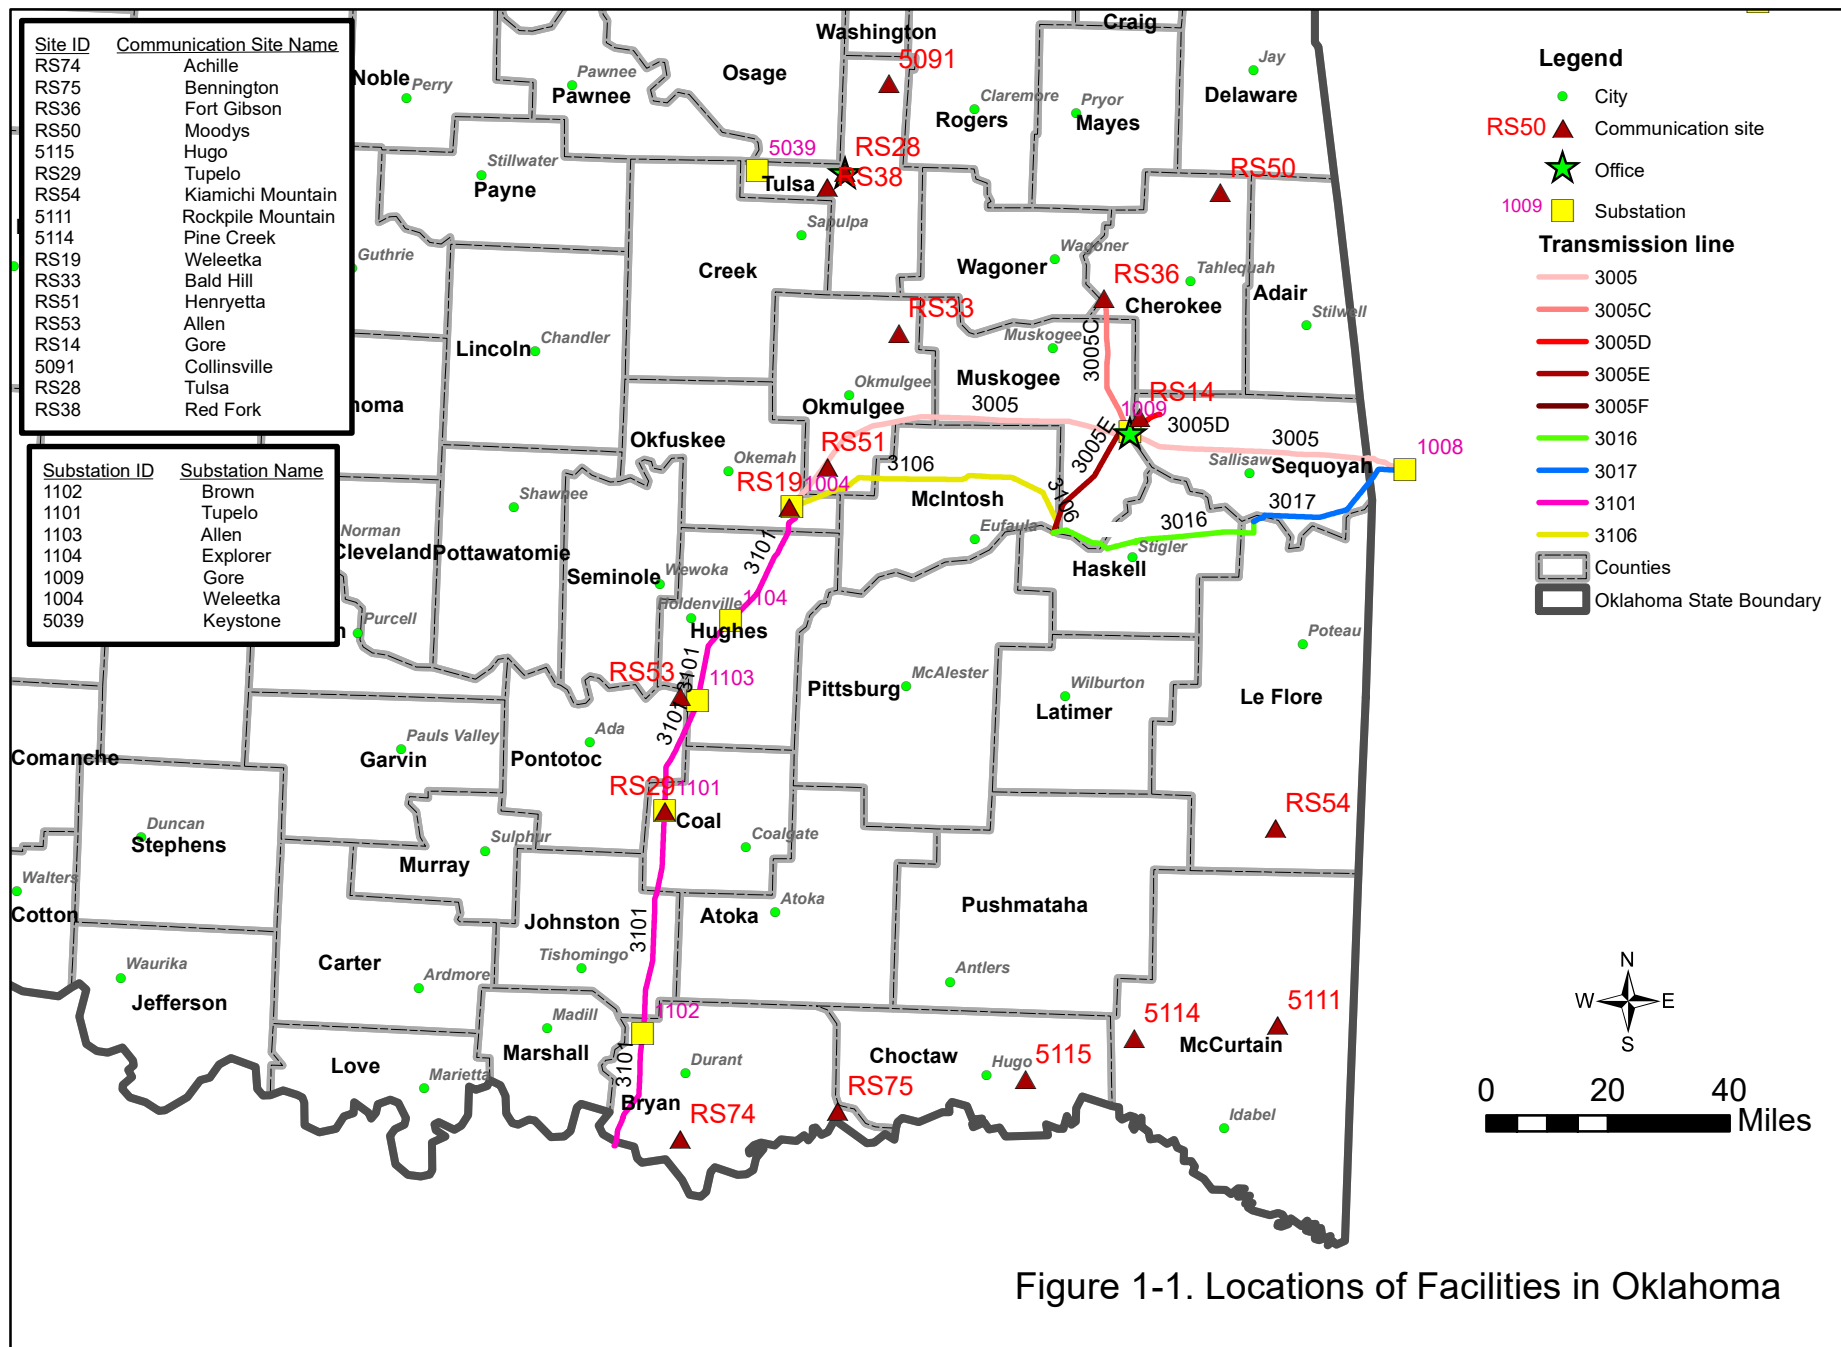 Site ID Communication Site Name
RS74 Achille
RS75 Bennington
RS36 Fort Gibson
RS50 Moodys
5115 Hugo
RS29 Tupelo
RS54 Kiamichi Mountain
5111 Rockpile Mountain
5114 Pine Creek
RS19 Weleetka
RS33 Bald Hill
RS51 Henryetta
RS53 Allen
RS14 Gore
5091 Collinsville
RS28 Tulsa
RS38 Red Fork
Substation ID Substation Name
1102 Brown
1101 Tupelo
1103 Allen
1104 Explorer
1009 Gore
1004 Weleetka
5039 Keystone
Legend
City
RS50 Communication site
Office
1009 Substation
Transmission line
3005
3005C
3005D
3005E
3005F
3016
3017
3101
3106
Counties
Oklahoma State Boundary
Craig
Washington
Osage
5091
Jay
Noble
Perry
Pawnee
Pawnee
Claremore
Rogers
Pryor
Mayes
Delaware
5039
RS28
Tulsa
RS38
RS50
Stillwater
Payne
Sapulpa
Guthrie
Creek
Wagoner
Wagoner
RS36
Tahlequah
Cherokee
Adair
Stilwell
RS33
Chandler
Lincoln
Muskogee
3005C
Muskogee
Okmulgee
Okmulgee
RS14
1009
3005
3005D
3005
homa
Okfuskee
RS51
3005E
1008
Okemah
3106
Sallisaw
Sequoyah
RS19
1004
McIntosh
3106
3017
Shawnee
3016
Norman
Cleveland
Pottawatomie
Eufaula
Stigler
Haskell
3101
Seminole
Wewoka
Holdenville
1104
Hughes
Purcell
Poteau
RS53
3101
1103
McAlester
Pittsburg
Wilburton
Latimer
Le Flore
3101
Ada
Pontotoc
Pauls Valley
Garvin
Comanche
RS29
1101
Coal
RS54
Duncan
Stephens
Sulphur
Murray
Coalgate
Walters
Cotton
Johnston
Atoka
Atoka
Pushmataha
3101
Tishomingo
Waurika
Jefferson
Carter
Ardmore
Antlers
Madill
Marshall
1102
5114
5111
McCurtain
Love
Marietta
3101
Durant
Choctaw
Hugo
5115
Bryan
RS74
RS75
Idabel
N
W E
S
0 20 40
Miles
Figure 1-1. Locations of Facilities in Oklahoma